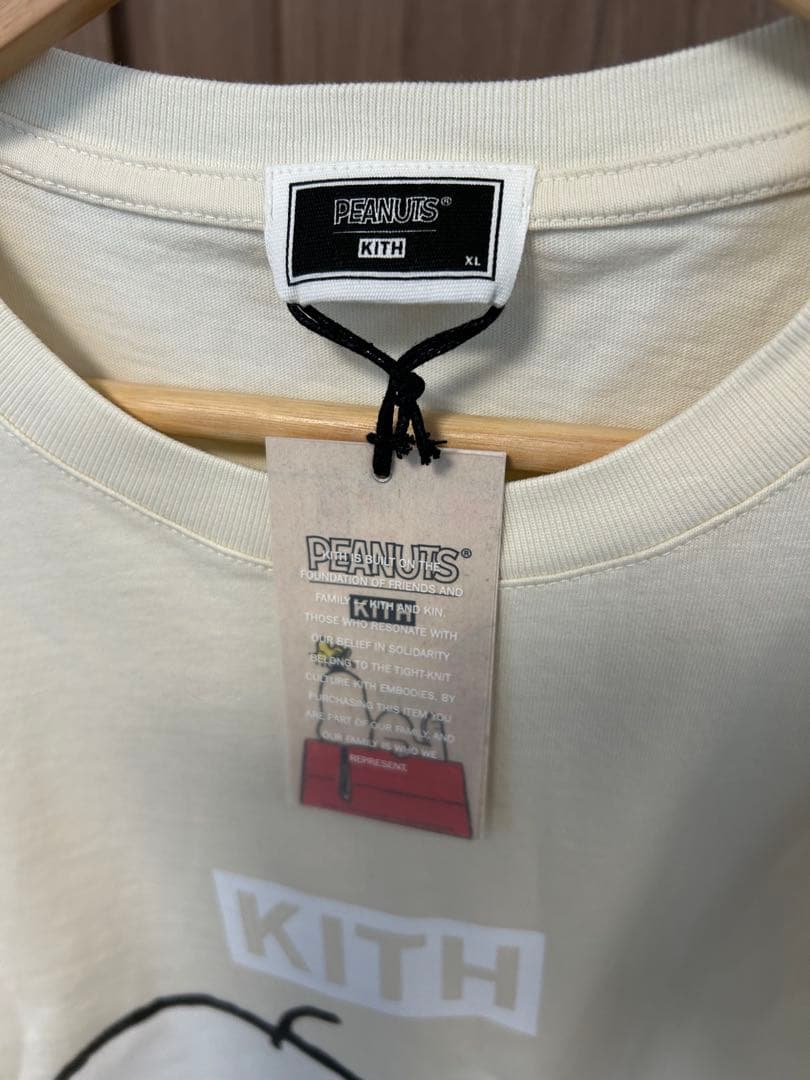 PEANUTS®
KITH
XL
PEANUTS®
KITH
KITH IS BUILT ON THE
FOUNDATION OF FRIENDS AND
FAMILY — KITH AND KIN.
THOSE WHO RESONATE WITH
OUR BELIEF IN SOLIDARITY
BELONG TO THE TIGHT-KNIT
CULTURE KITH EMBODIES. BY
PURCHASING THIS ITEM YOU
ARE PART OF OUR FAMILY, AND
OUR FAMILY IS WHO WE
REPRESENT.
KITH